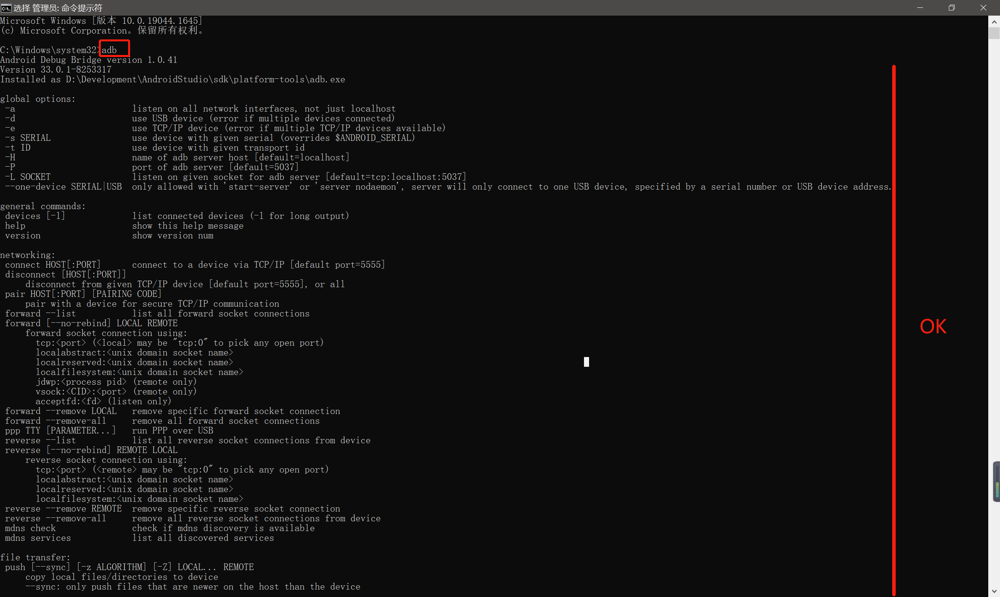 选择 管理员: 命令提示符
Microsoft Windows [版本 10.0.19044.1645]
(c) Microsoft Corporation。保留所有权利。
C:\Windows\system32>adb
Android Debug Bridge version 1.0.41
Version 33.0.1-8253317
Installed as D:\Development\AndroidStudio\sdk\platform-tools\adb.exe
global options:
-a listen on all network interfaces, not just localhost
-d use USB device (error if multiple devices connected)
-e use TCP/IP device (error if multiple TCP/IP devices available)
-s SERIAL use device with given serial (overrides $ANDROID_SERIAL)
-t ID use device with given transport id
-H name of adb server host [default=localhost]
-P port of adb server [default=5037]
-L SOCKET listen on given socket for adb server [default=tcp:localhost:5037]
--one-device SERIAL|USB only allowed with 'start-server' or 'server nodaemon', server will only connect to one USB device, specified by a serial number or USB device address.
general commands:
devices [-l] list connected devices (-l for long output)
help show this help message
version show version num
networking:
connect HOST[:PORT] connect to a device via TCP/IP [default port=5555]
disconnect [HOST[:PORT]]
disconnect from given TCP/IP device [default port=5555], or all
pair HOST[:PORT] [PAIRING CODE]
pair with a device for secure TCP/IP communication
forward --list list all forward socket connections
forward [--no-rebind] LOCAL REMOTE
forward socket connection using:
tcp:<port> (<local> may be "tcp:0" to pick any open port)
localabstract:<unix domain socket name>
localreserved:<unix domain socket name>
localfilesystem:<unix domain socket name>
jdwp:<process pid> (remote only)
vsock:<CID>:<port> (remote only)
acceptfd:<fd> (listen only)
forward --remove LOCAL remove specific forward socket connection
forward --remove-all remove all forward socket connections
ppp TTY [PARAMETER...] run PPP over USB
reverse --list list all reverse socket connections from device
reverse [--no-rebind] REMOTE LOCAL
reverse socket connection using:
tcp:<port> (<remote> may be "tcp:0" to pick any open port)
localabstract:<unix domain socket name>
localreserved:<unix domain socket name>
localfilesystem:<unix domain socket name>
reverse --remove REMOTE remove specific reverse socket connection
reverse --remove-all remove all reverse socket connections from device
mdns check check if mdns discovery is available
mdns services list all discovered services
file transfer:
push [--sync] [-z ALGORITHM] [-Z] LOCAL... REMOTE
copy local files/directories to device
--sync: only push files that are newer on the host than the device
OK